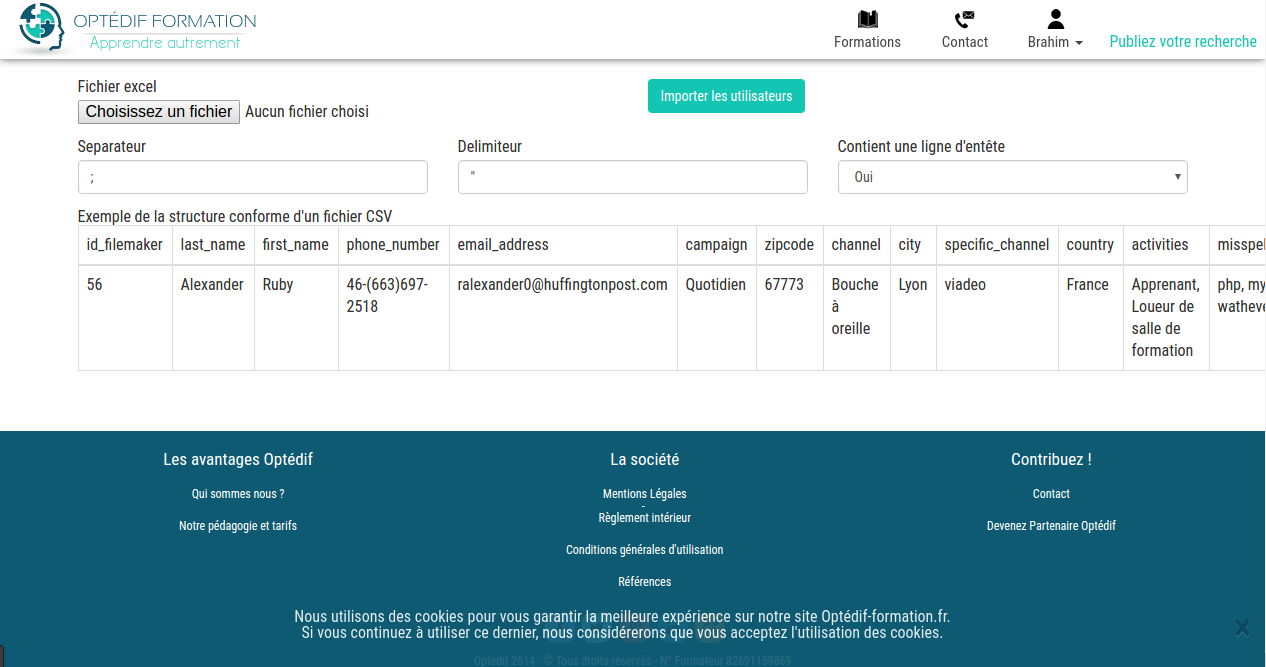 OPTÉDIF FORMATION
Apprendre autrement
Formations
Contact
Brahim
Publiez votre recherche
Fichier excel
Choisissez un fichier Aucun fichier choisi
Importer les utilisateurs
Separateur
Delimiteur
Contient une ligne d'entête
;
"
Oui
Exemple de la structure conforme d'un fichier CSV
id_filemaker last_name first_name phone_number email_address campaign zipcode channel city specific_channel country activities misspel
56 Alexander Ruby 46-(663)697- ralexander0@huffingtonpost.com Quotidien 67773 Bouche Lyon viadeo France Apprenant, php, my
2518 à Loueur de watheve
oreille salle de
formation
Les avantages Optédif
La société
Contribuez !
Qui sommes nous ?
Mentions Légales
Contact
-
Règlement intérieur
Notre pédagogie et tarifs
Devenez Partenaire Optédif
Conditions générales d'utilisation
Références
Nous utilisons des cookies pour vous garantir la meilleure expérience sur notre site Optédif-formation.fr.
Si vous continuez à utiliser ce dernier, nous considérerons que vous acceptez l'utilisation des cookies.
Optédif 2014 - © Tous droits réservés - N° Formateur 82691159869